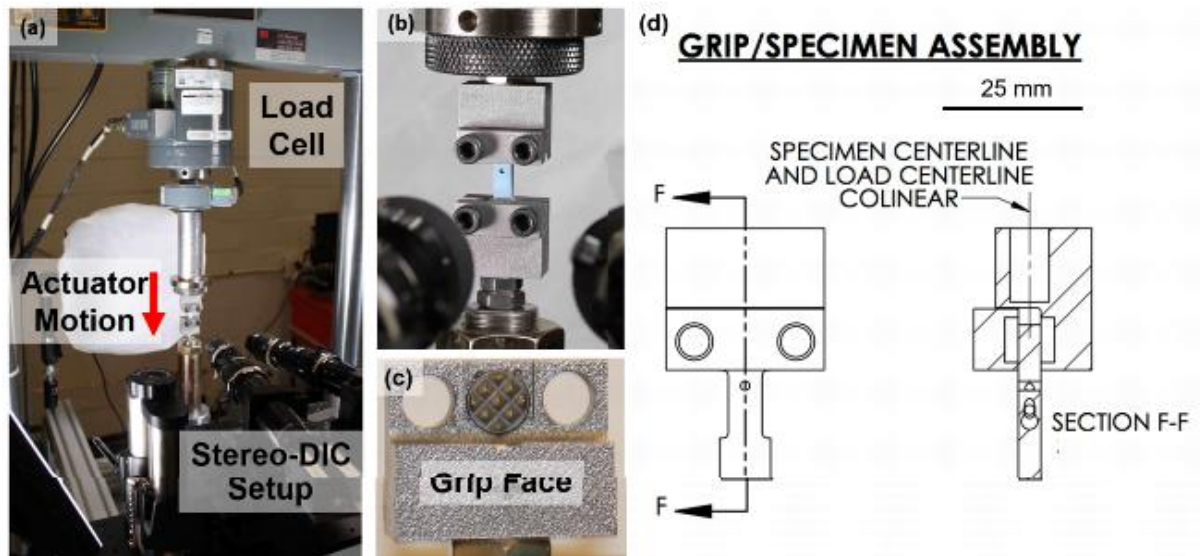 (a)
Load
Cell
Actuator
Motion
Stereo-DIC
Setup
(b)
(c)
Grip Face
(d)
GRIP/SPECIMEN ASSEMBLY
25 mm
SPECIMEN CENTERLINE
AND LOAD CENTERLINE
COLINEAR
F
F
SECTION F-F